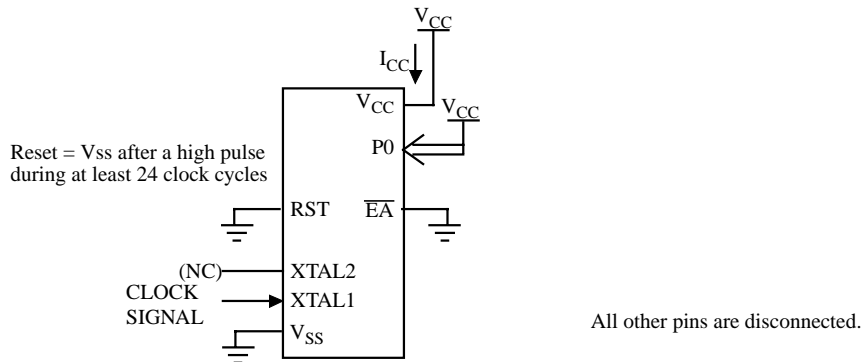 VCC
ICC
VCC
VCC
P0
Reset = Vss after a high pulse
during at least 24 clock cycles
RST
EA
(NC)
XTAL2
CLOCK
SIGNAL
XTAL1
VSS
All other pins are disconnected.